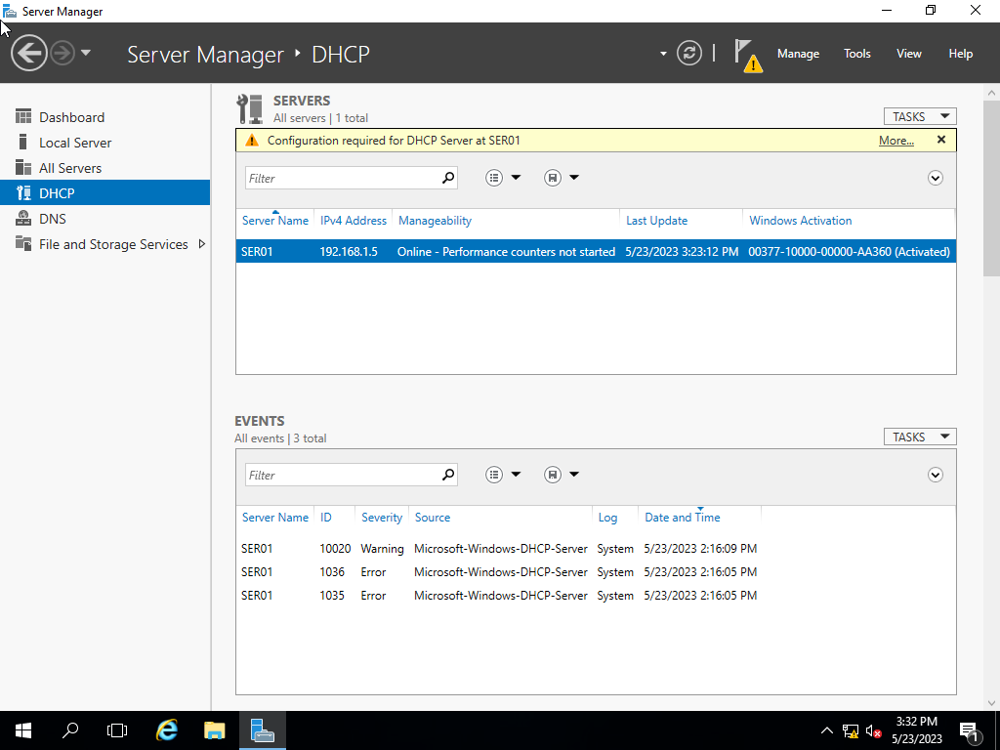 Server Manager
Server Manager • DHCP
Manage Tools View Help
Dashboard
Local Server
All Servers
DHCP
DNS
File and Storage Services
SERVERS
All servers | 1 total
TASKS
Configuration required for DHCP Server at SER01 More...
Filter
Server Name IPv4 Address Manageability Last Update Windows Activation
SER01 192.168.1.5 Online - Performance counters not started 5/23/2023 3:23:12 PM 00377-10000-00000-AA360 (Activated)
EVENTS
All events | 3 total
TASKS
Filter
Server Name ID Severity Source Log Date and Time
SER01 10020 Warning Microsoft-Windows-DHCP-Server System 5/23/2023 2:16:09 PM
SER01 1036 Error Microsoft-Windows-DHCP-Server System 5/23/2023 2:16:05 PM
SER01 1035 Error Microsoft-Windows-DHCP-Server System 5/23/2023 2:16:05 PM
3:32 PM
5/23/2023
1